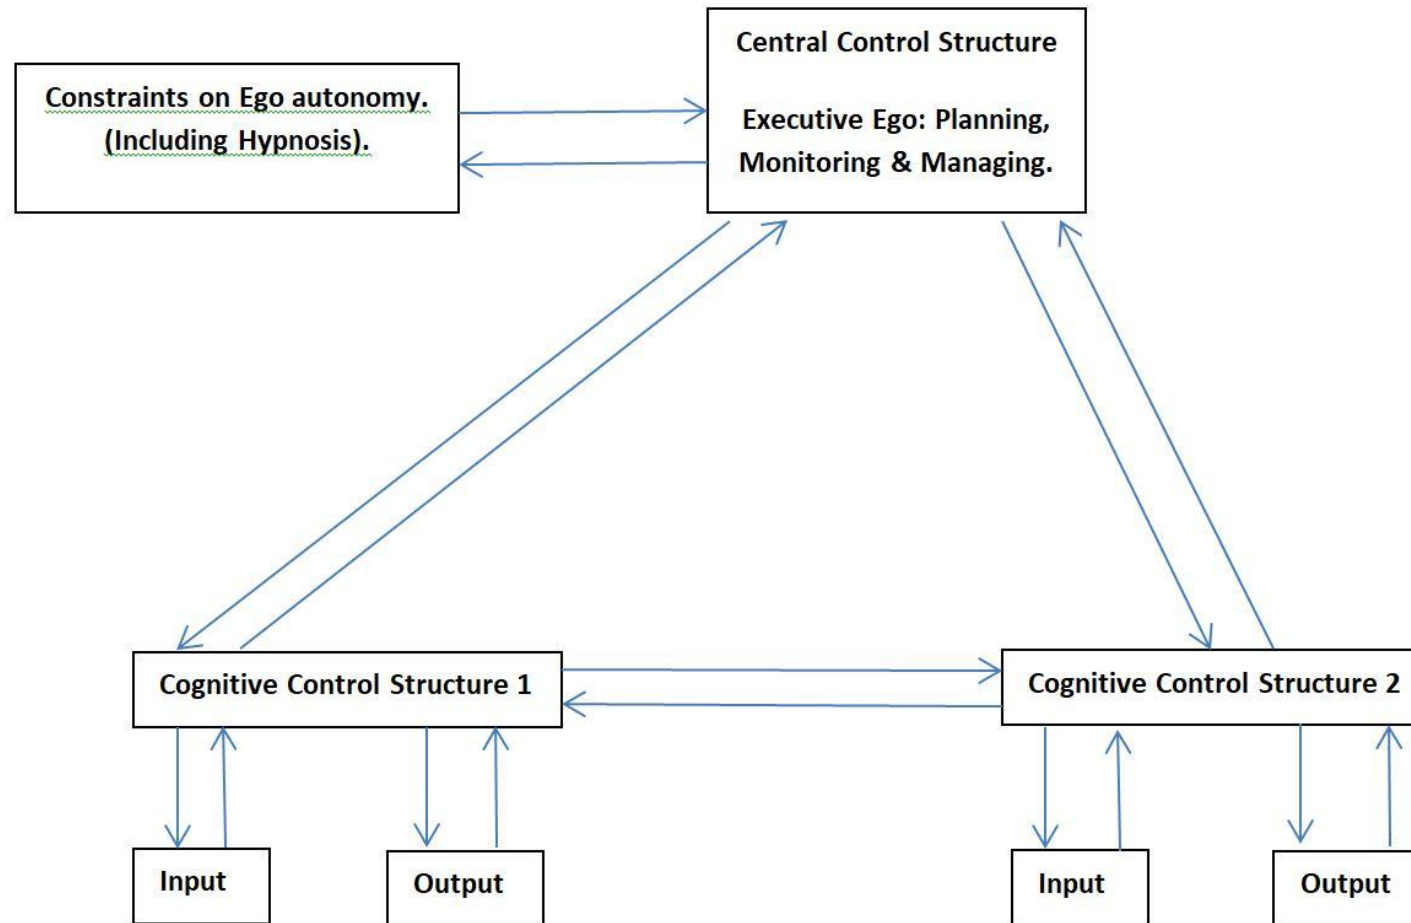 Constraints on Ego autonomy.
(Including Hypnosis).
Central Control Structure
Executive Ego: Planning,
Monitoring & Managing.
Cognitive Control Structure 1
Cognitive Control Structure 2
Input
Output
Input
Output